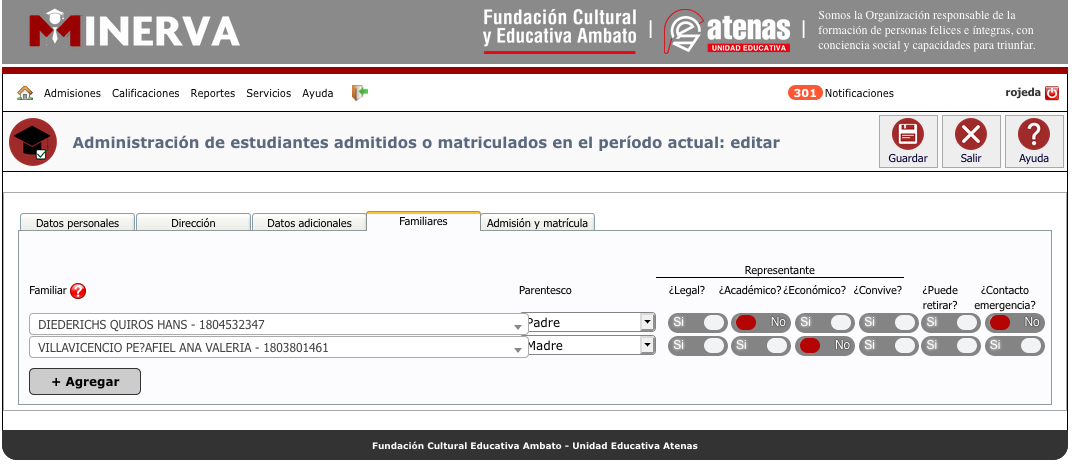 MINERVA
Fundación Cultural
y Educativa Ambato
atenas
UNIDAD EDUCATIVA
Somos la Organización responsable de la
formación de personas felices e íntegras, con
conciencia social y capacidades para triunfar.
Admisiones Calificaciones Reportes Servicios Ayuda
301 Notificaciones
rojeda
Administración de estudiantes admitidos o matriculados en el período actual: editar
Guardar Salir Ayuda
Datos personales Dirección Datos adicionales Familiares Admisión y matrícula
Representante
Familiar ? Parentesco ¿Legal? ¿Académico? ¿Económico? ¿Convive? ¿Puede retirar? ¿Contacto emergencia?
DIEDERICHS QUIROS HANS - 1804532347 Padre Si No Si Si Si No
VILLAVICENCIO PE?AFIEL ANA VALERIA - 1803801461 Madre Si Si No Si Si Si
+ Agregar
Fundación Cultural Educativa Ambato - Unidad Educativa Atenas